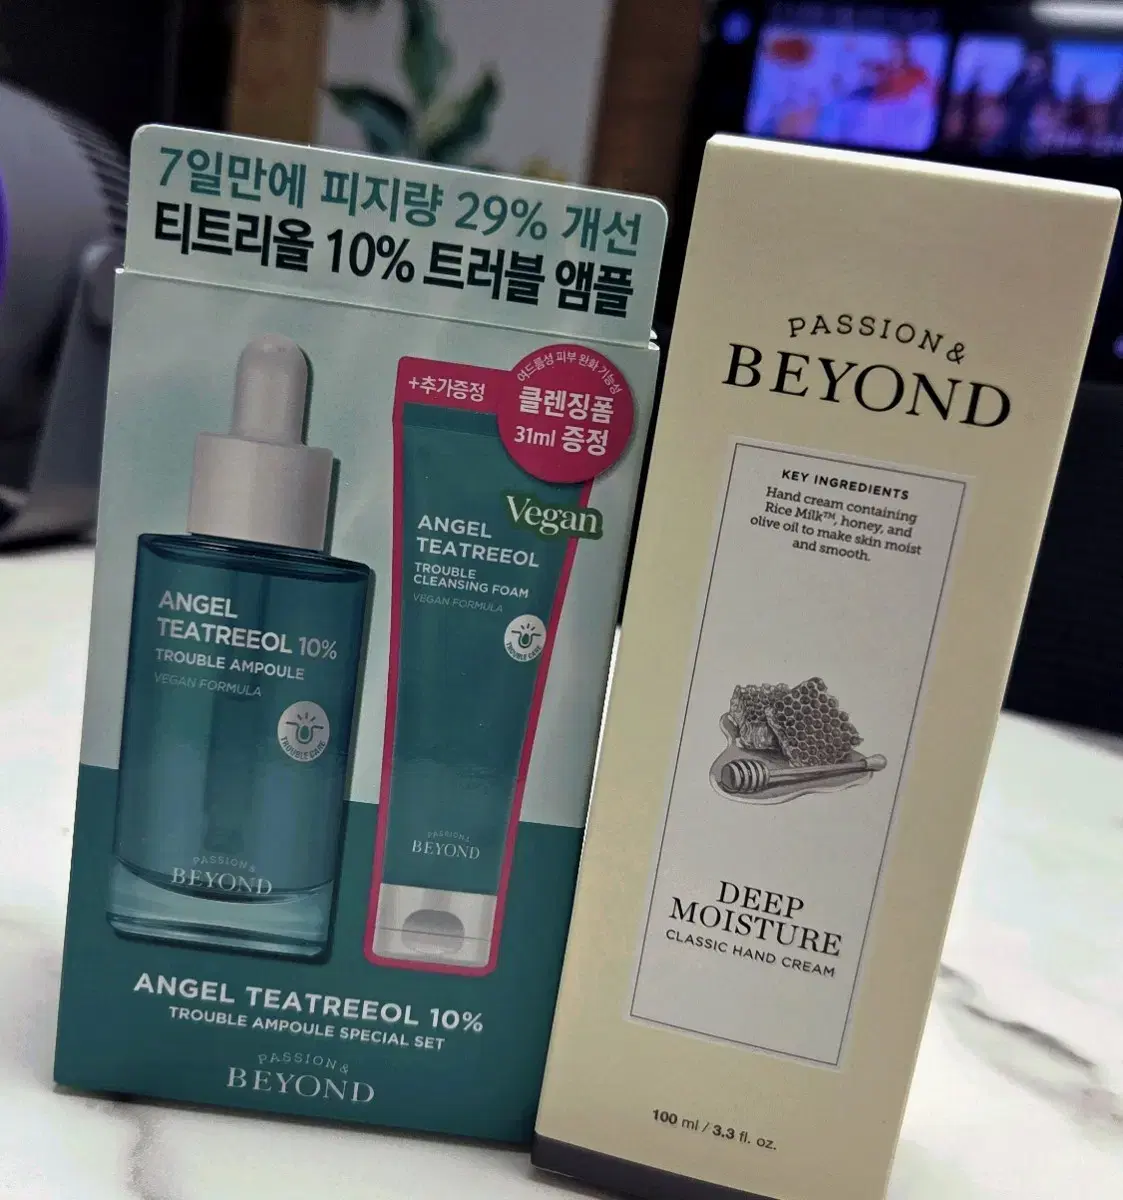 7일만에 피지량 29% 개선
티트리올 10% 트러블 앰플
+추가증정
여드름성 피부 완화 기능성
클렌징폼
31ml 증정
Vegan
ANGEL
TEATREEOL
TROUBLE
CLEANSING FOAM
VEGAN FORMULA
TROUBLE CARE
PASSION&
BEYOND
ANGEL
TEATREEOL 10%
TROUBLE AMPOULE
VEGAN FORMULA
TROUBLE CARE
PASSION&
BEYOND
ANGEL TEATREEOL 10%
TROUBLE AMPOULE SPECIAL SET
PASSION&
BEYOND
PASSION&
BEYOND
KEY INGREDIENTS
Hand cream containing
Rice Milk™, honey, and
olive oil to make skin moist
and smooth.
DEEP
MOISTURE
CLASSIC HAND CREAM
100 ml / 3.3 fl. oz.